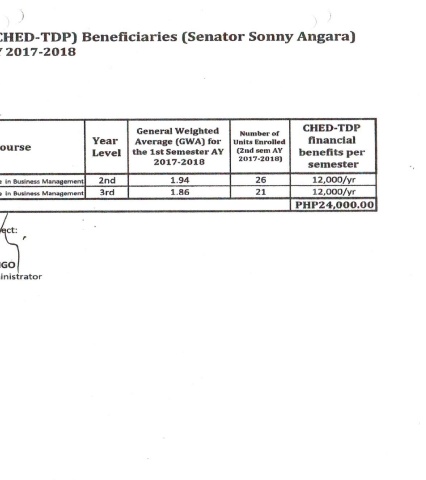 CHED-TDP) Beneficiaries (Senator Sonny Angara)
Y 2017-2018
ourse
Year Level
General Weighted Average (GWA) for the 1st Semester AY 2017-2018
Number of Units Enrolled (2nd sem AY 2017-2018)
CHED-TDP financial benefits per semester
e in Business Management 2nd 1.94 26 12,000/yr
e in Business Management 3rd 1.86 21 12,000/yr
PHP24,000.00
ect:
GO
inistrator